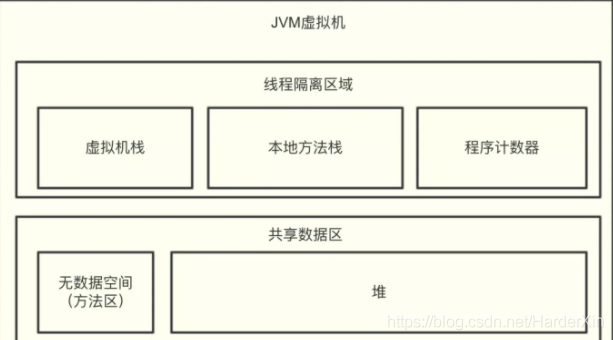 JVM虚拟机
线程隔离区域
虚拟机栈
本地方法栈
程序计数器
共享数据区
无数据空间
（方法区）
堆
https://blog.csdn.net/HarderXin